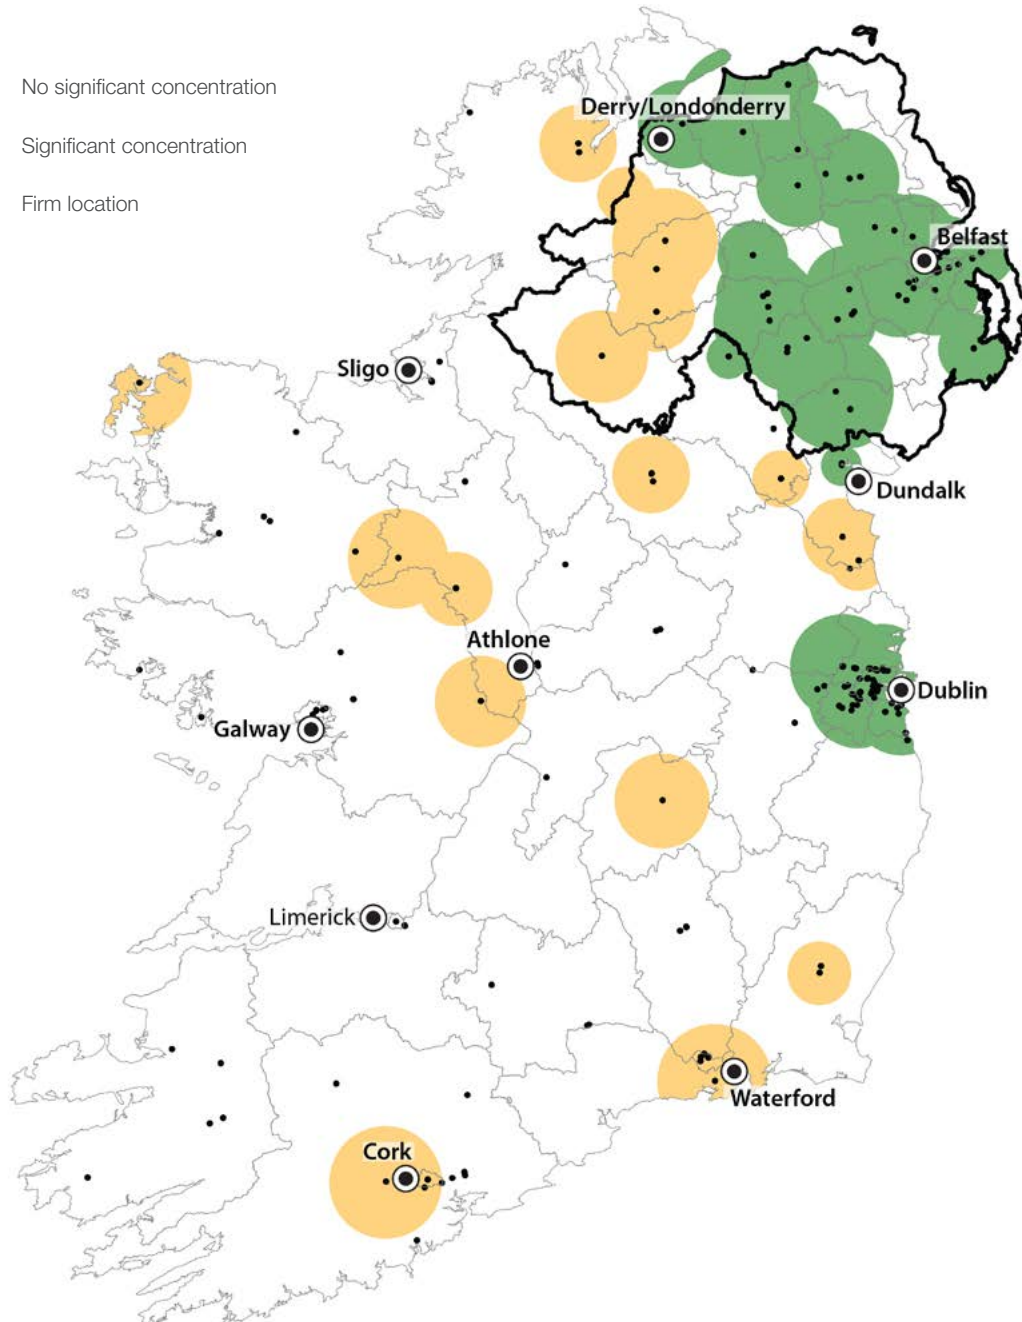 No significant concentration
Significant concentration
Firm location
Derry/Londonderry
Belfast
Sligo
Dundalk
Athlone
Dublin
Galway
Limerick
Waterford
Cork